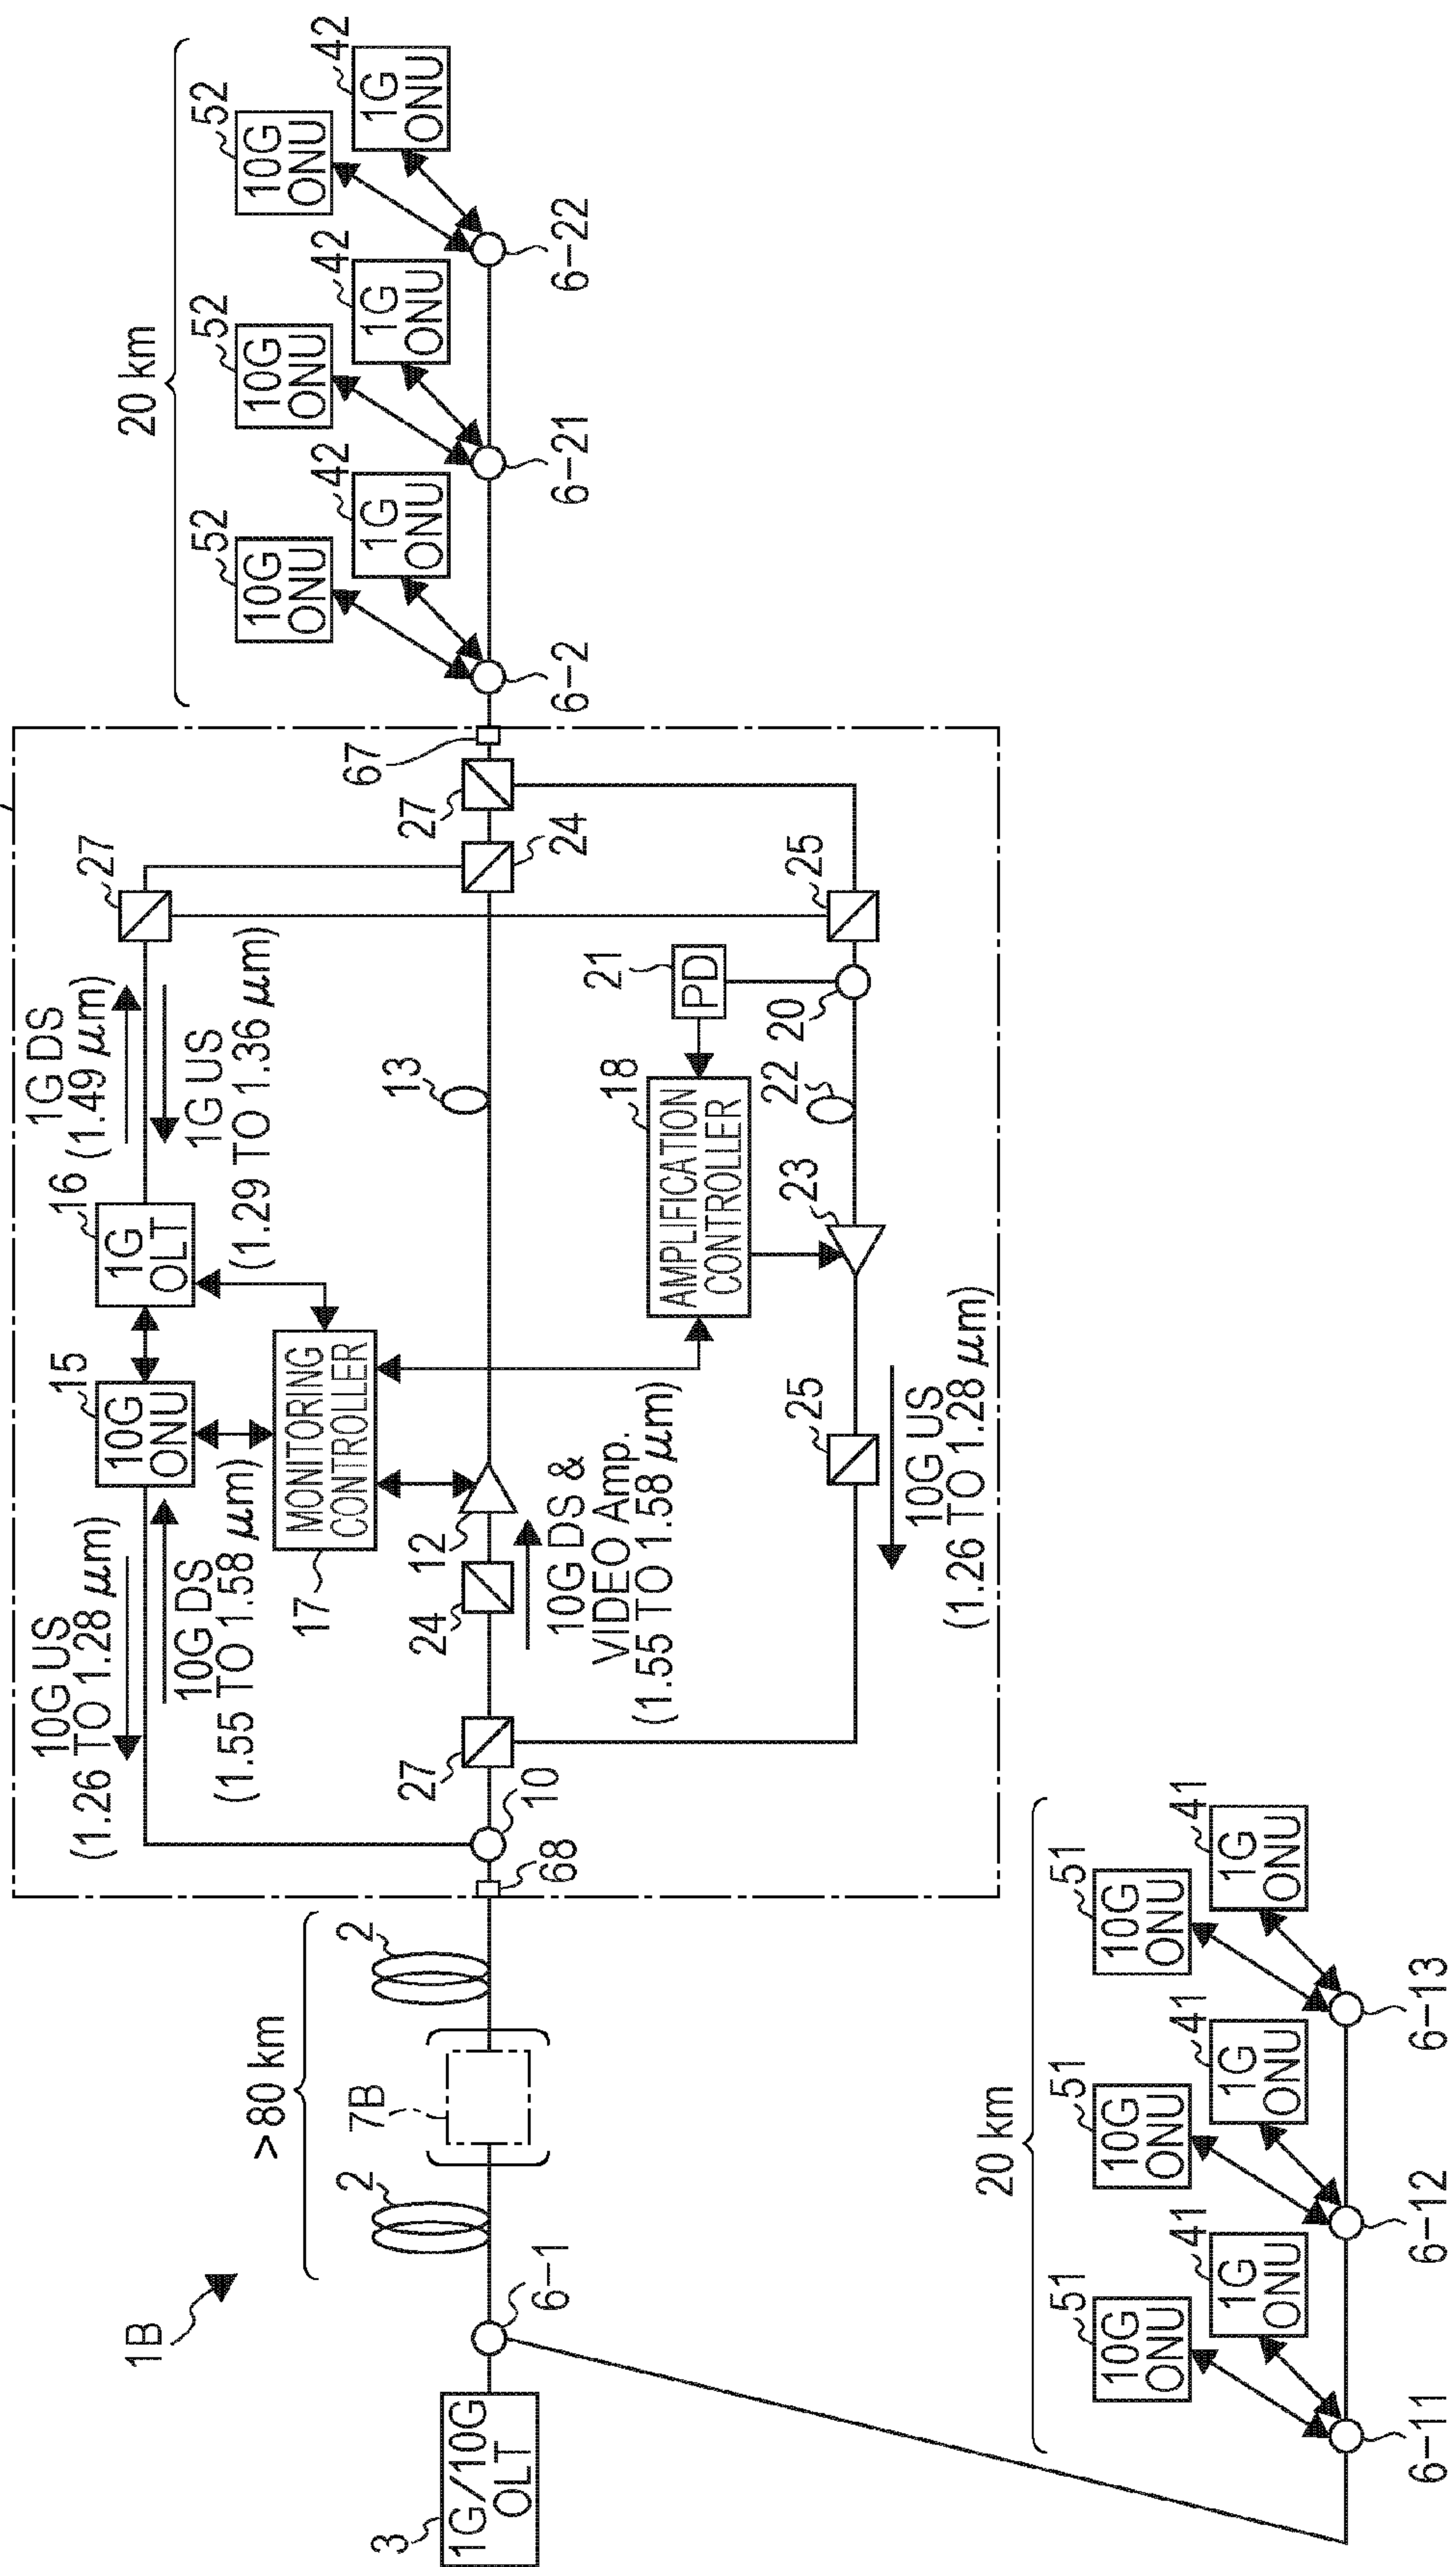 1B
3
1G/10G
OLT
6-1
>80 km
2
7B
2
68
10
27
24
12
10G US
(1.26 TO 1.28 μm)
10G DS
(1.55 TO 1.58 μm)
15
10G
ONU
16
1G
OLT
17
MONITORING
CONTROLLER
1G DS
(1.49 μm)
1G US
(1.29 TO 1.36 μm)
27
10G DS &
VIDEO Amp.
(1.55 TO 1.58 μm)
13
24
27
67
18
AMPLIFICATION
CONTROLLER
21
PD
25
10G US
(1.26 TO 1.28 μm)
23
22
20
25
20 km
52
10G
ONU
42
1G
ONU
6-2
52
10G
ONU
42
1G
ONU
6-21
52
10G
ONU
42
1G
ONU
6-22
20 km
51
10G
ONU
41
1G
ONU
6-11
51
10G
ONU
41
1G
ONU
6-12
51
10G
ONU
41
1G
ONU
6-13